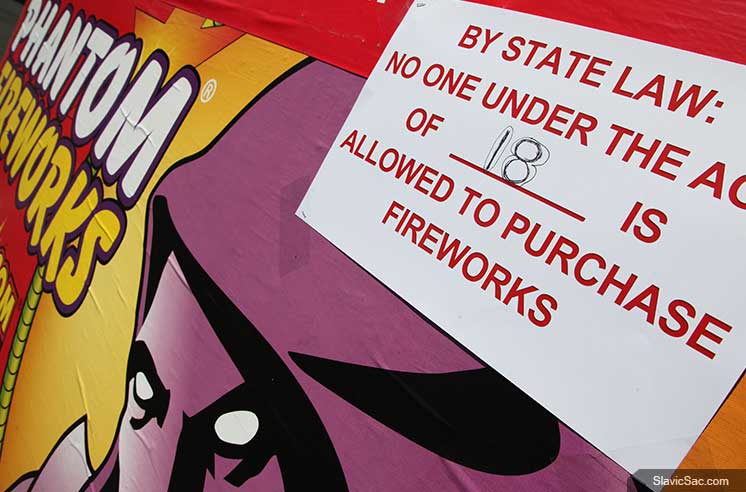 PHANTOM®
FIREWORKS
BY STATE LAW:
NO ONE UNDER THE AG
OF 18 IS
ALLOWED TO PURCHASE
FIREWORKS
SlavicSac.com